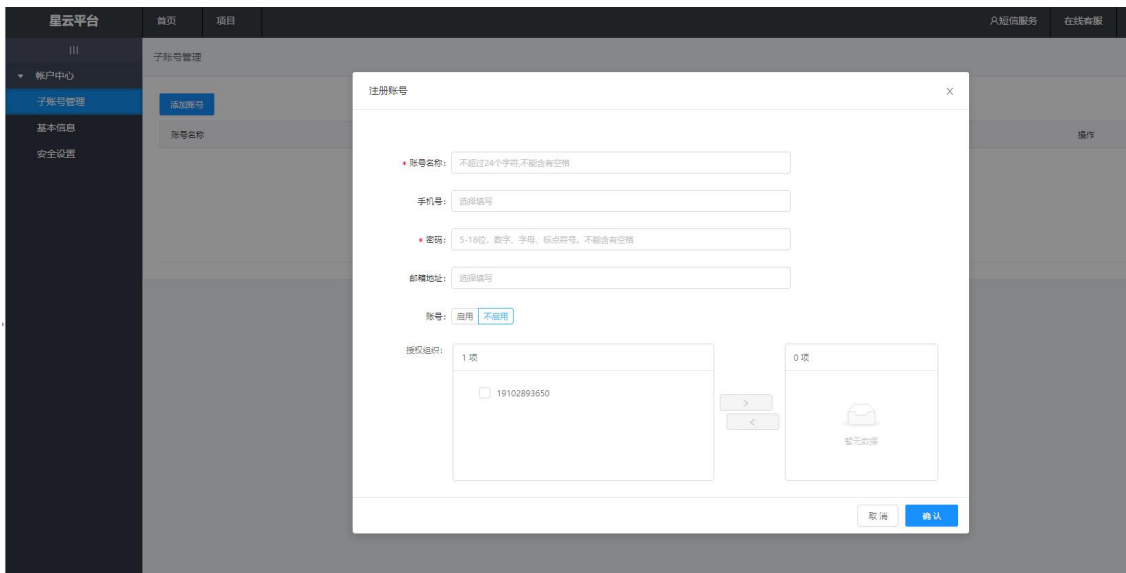 星云平台
首页
项目
短信服务
在线客服
子账号管理
帐户中心
子账号管理
基本信息
安全设置
添加账号
账号名称
操作
注册账号
* 账号名称:
不超过24个字符,不能含有空格
手机号:
选择填写
* 密码:
5-18位, 数字、字母、标点符号, 不能含有空格
邮箱地址:
选择填写
账号:
启用 不启用
授权组织:
1 项
19102893650
>
<
0 项
暂无数据
取 消
确 认